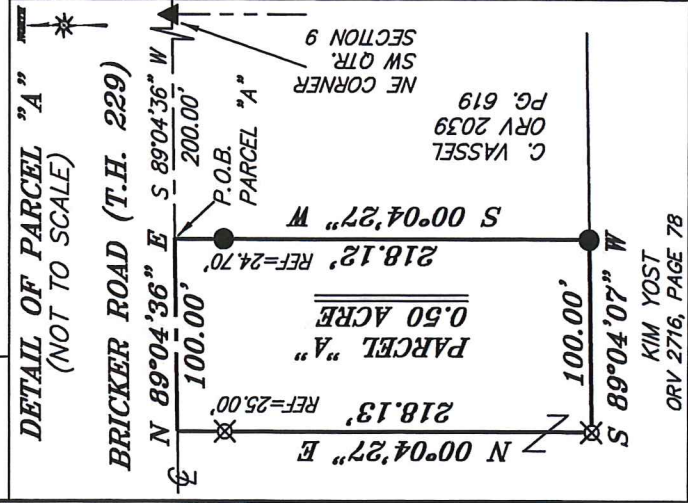 DETAIL OF PARCEL "A"
(NOT TO SCALE)
NORTH
BRICKER ROAD (T.H. 229)
N 89°04'36" E
100.00'
S 89°04'36" W
200.00'
P.O.B.
PARCEL "A"
NE CORNER
SW QTR.
SECTION 9
REF=25.00'
218.13'
N 00°04'27" E
PARCEL "A"
0.50 ACRE
REF=24.70'
218.12'
S 00°04'27" W
C. VASSEL
ORV 2039
PG. 619
100.00'
S 89°04'07" W
KIM YOST
ORV 2716, PAGE 78